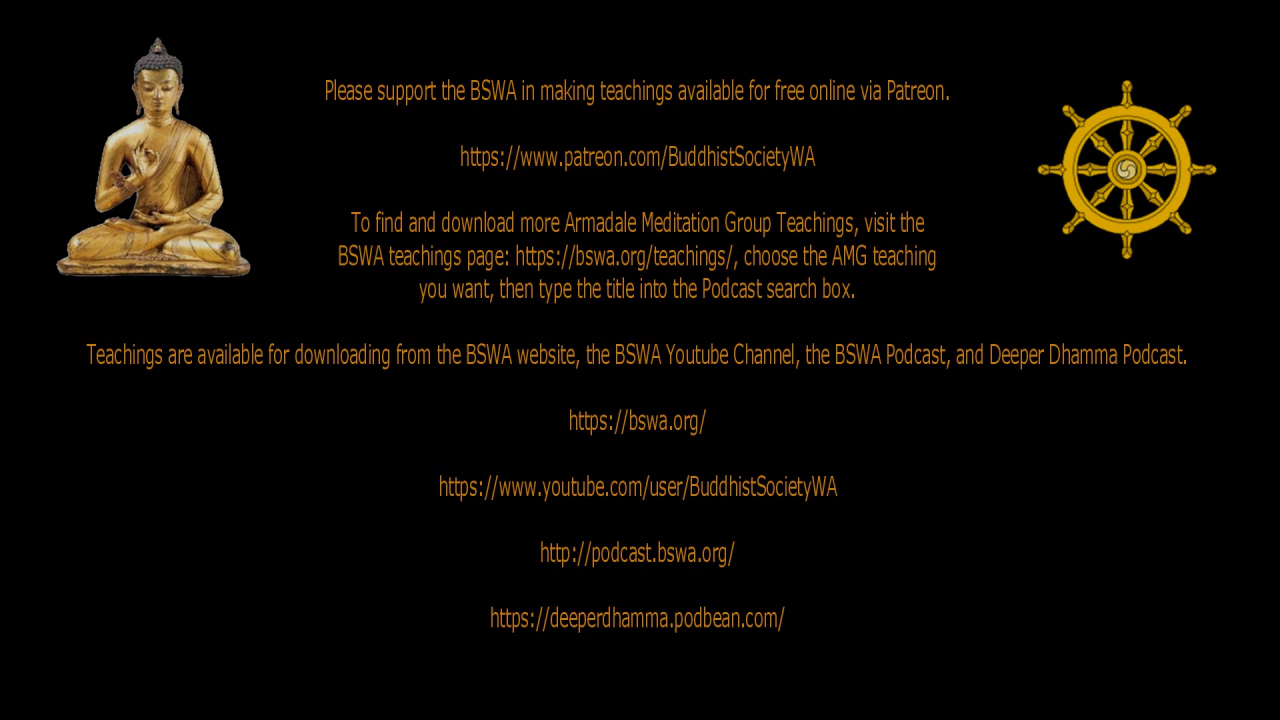 Please support the BSWA in making teachings available for free online via Patreon.
https://www.patreon.com/BuddhistSocietyWA
To find and download more Armadale Meditation Group Teachings, visit the
BSWA teachings page: https://bswa.org/teachings/, choose the AMG teaching
you want, then type the title into the Podcast search box.
Teachings are available for downloading from the BSWA website, the BSWA Youtube Channel, the BSWA Podcast, and Deeper Dhamma Podcast.
https://bswa.org/
https://www.youtube.com/user/BuddhistSocietyWA
http://podcast.bswa.org/
https://deeperdhamma.podbean.com/